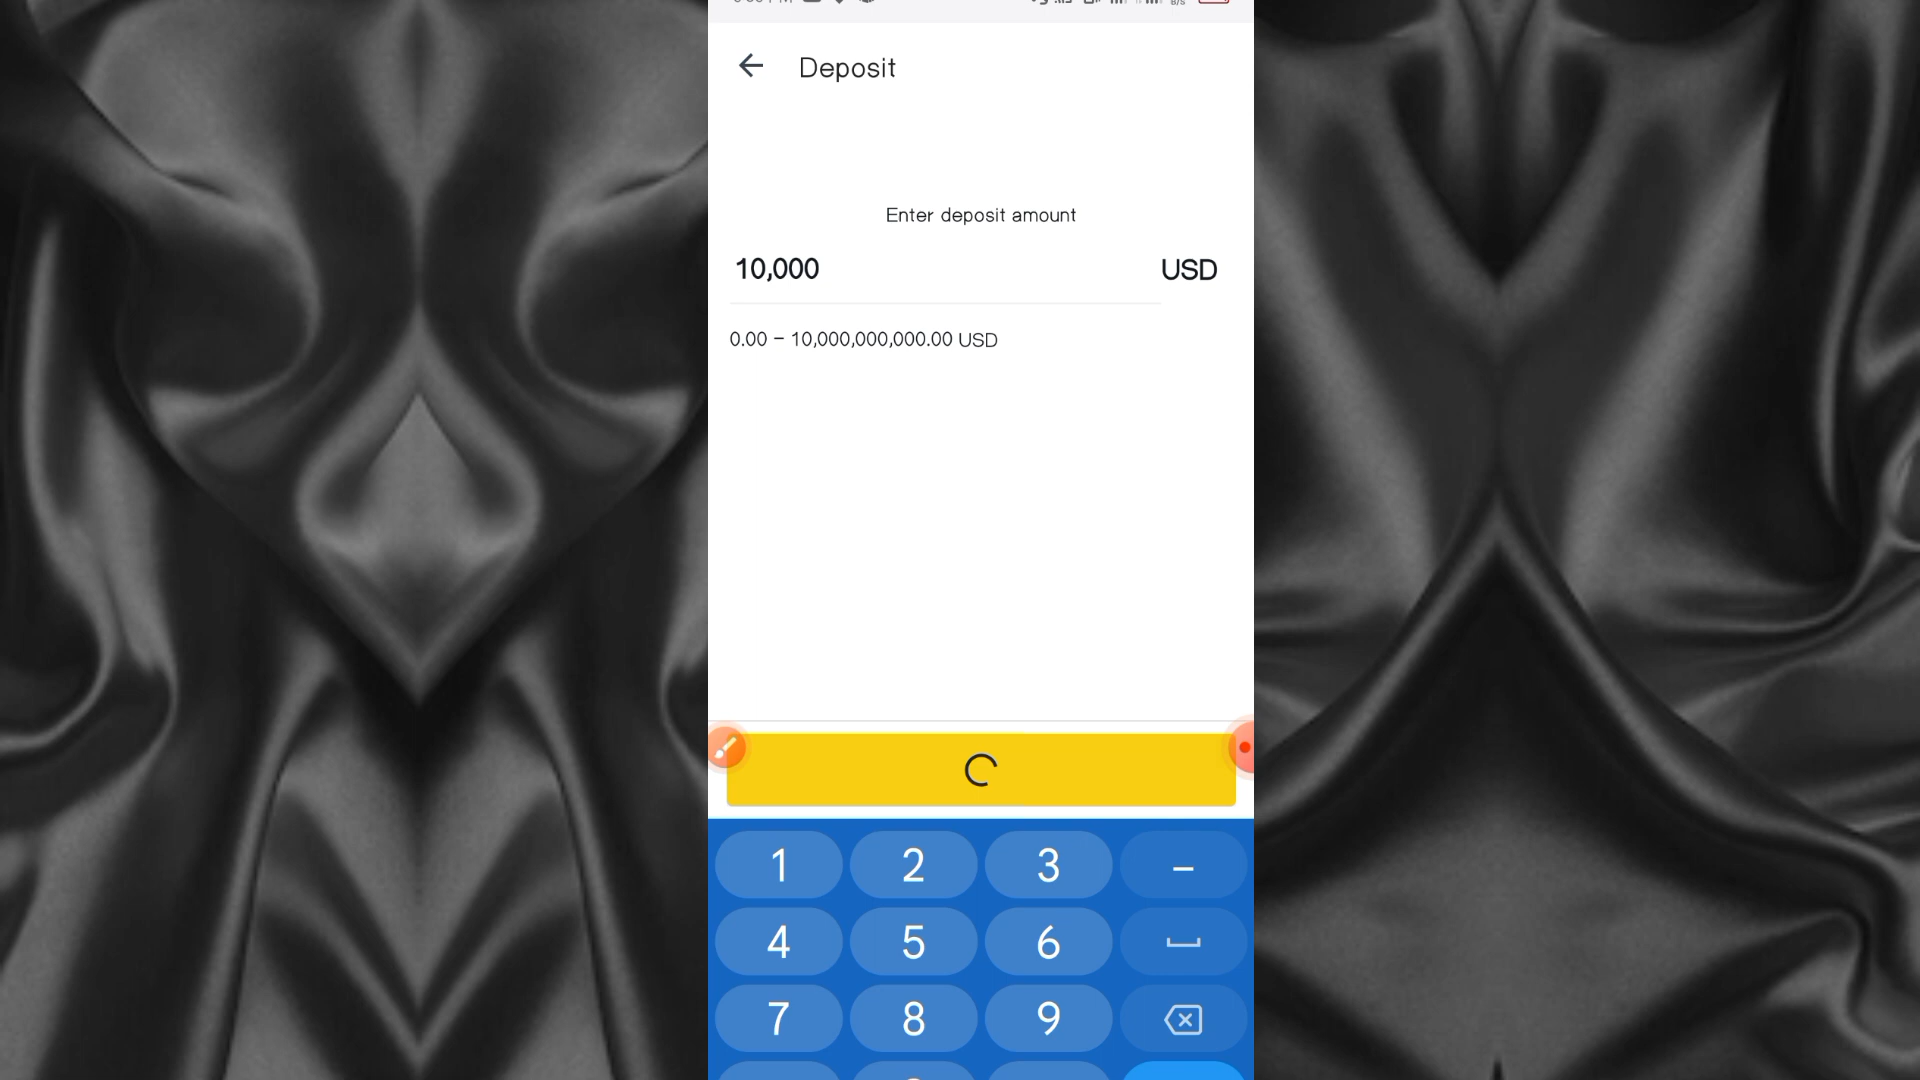 Deposit
Enter deposit amount
10,000 USD
0.00 – 10,000,000,000.00 USD
1 2 3 –
4 5 6
7 8 9